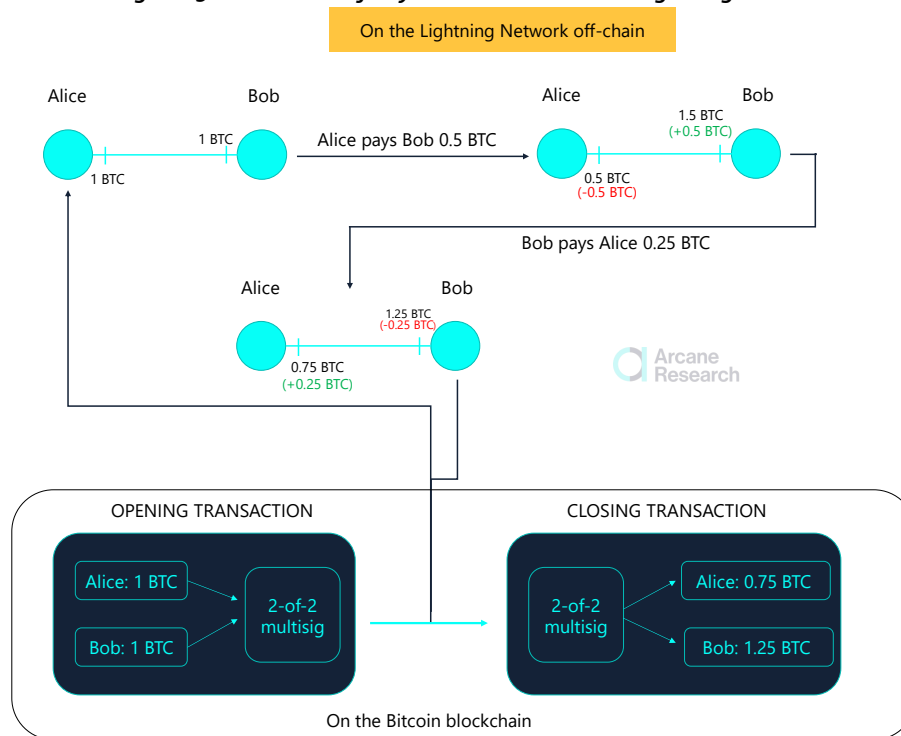 On the Lightning Network off-chain
Alice
Bob
Alice
Bob
1 BTC
1 BTC
Alice pays Bob 0.5 BTC
1.5 BTC
(+0.5 BTC)
0.5 BTC
(-0.5 BTC)
Bob pays Alice 0.25 BTC
Alice
Bob
1.25 BTC
(-0.25 BTC)
0.75 BTC
(+0.25 BTC)
Arcane
Research
OPENING TRANSACTION
CLOSING TRANSACTION
Alice: 1 BTC
Bob: 1 BTC
2-of-2
multisig
2-of-2
multisig
Alice: 0.75 BTC
Bob: 1.25 BTC
On the Bitcoin blockchain